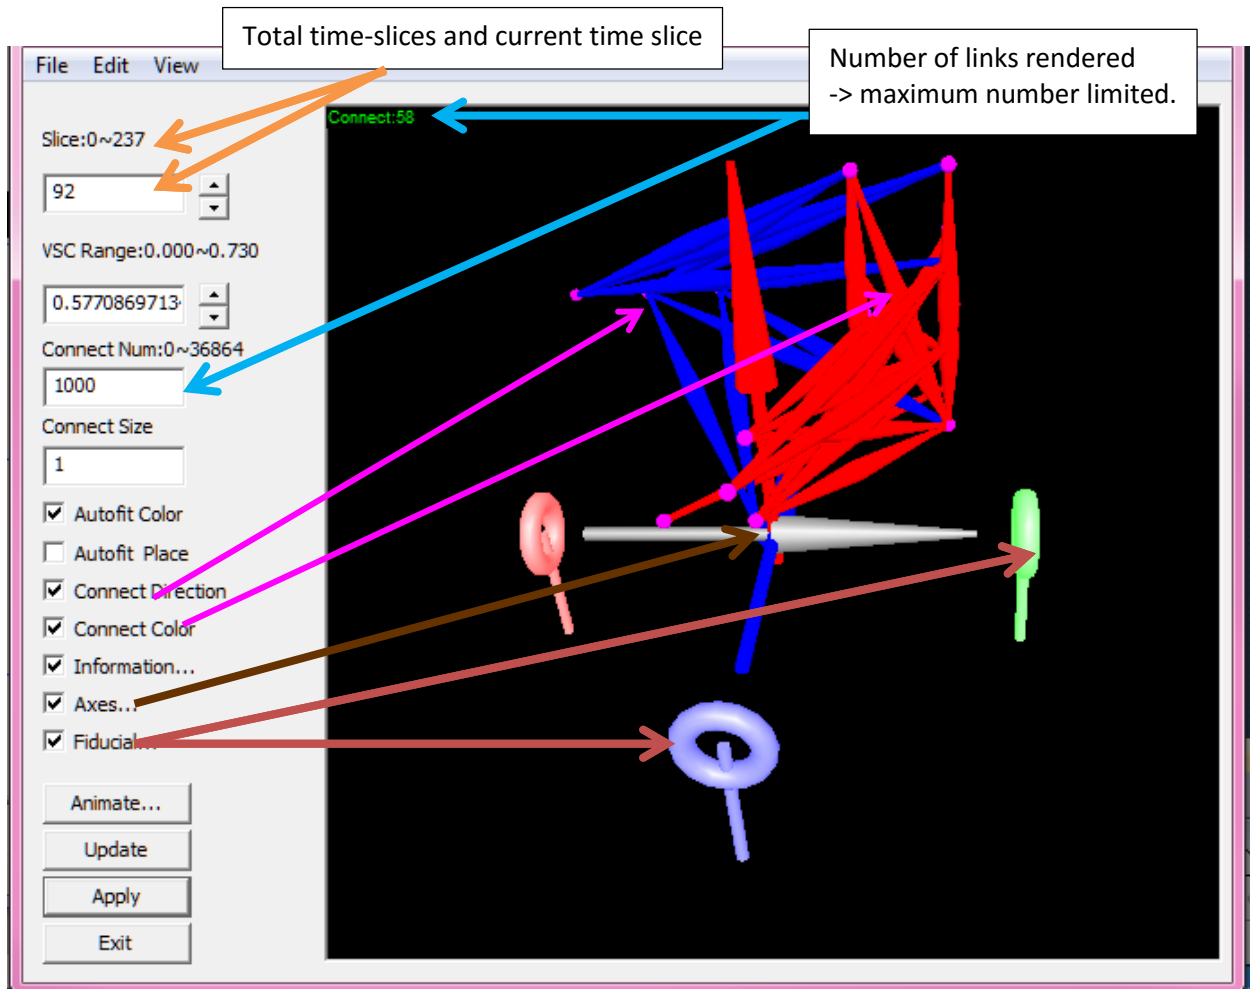 Total time-slices and current time slice
Number of links rendered
-> maximum number limited.
File Edit View
Connect:58
Slice:0~237
92
VSC Range:0.000~0.730
0.5770869713
Connect Num:0~36864
1000
Connect Size
1
Autofit Color
Autofit Place
Connect Direction
Connect Color
Information...
Axes...
Fiducial...
Animate...
Update
Apply
Exit